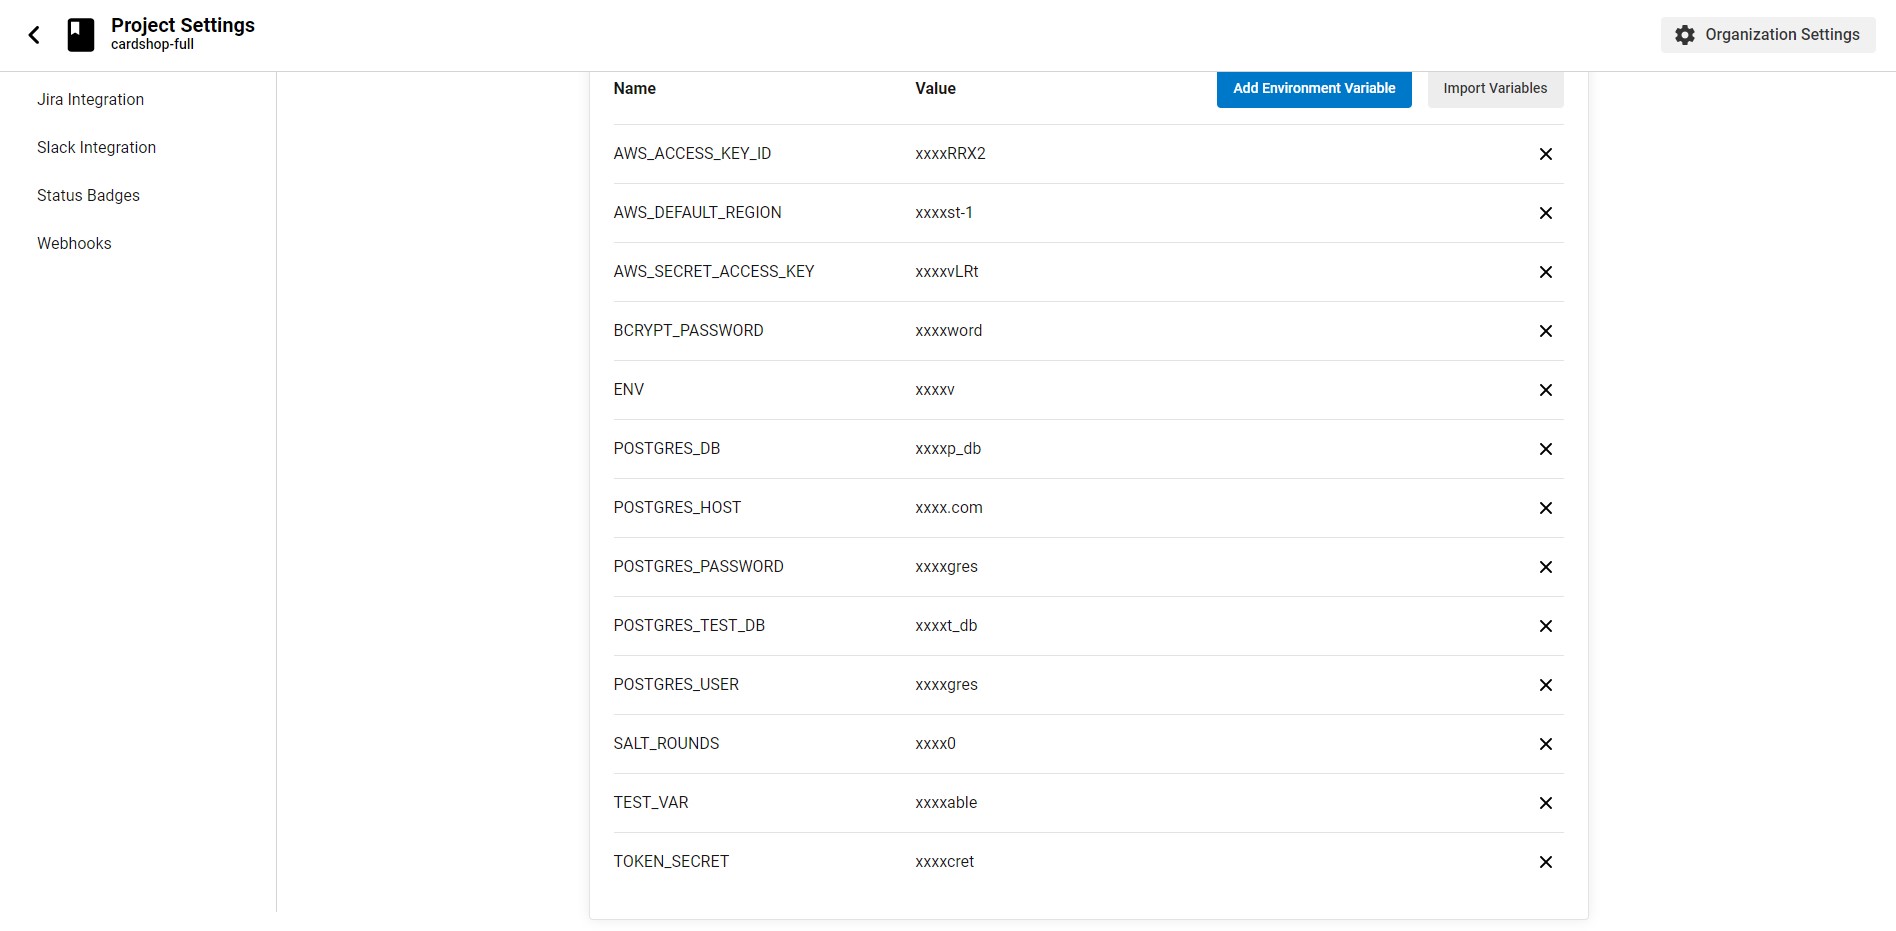 Project Settings
cardshop-full
Organization Settings
Jira Integration
Slack Integration
Status Badges
Webhooks
Name Value Add Environment Variable Import Variables
AWS_ACCESS_KEY_ID xxxxRRX2
AWS_DEFAULT_REGION xxxxst-1
AWS_SECRET_ACCESS_KEY xxxxvLRt
BCRYPT_PASSWORD xxxxword
ENV xxxxv
POSTGRES_DB xxxxp_db
POSTGRES_HOST xxxx.com
POSTGRES_PASSWORD xxxxgres
POSTGRES_TEST_DB xxxxt_db
POSTGRES_USER xxxxgres
SALT_ROUNDS xxxx0
TEST_VAR xxxxable
TOKEN_SECRET xxxxcret